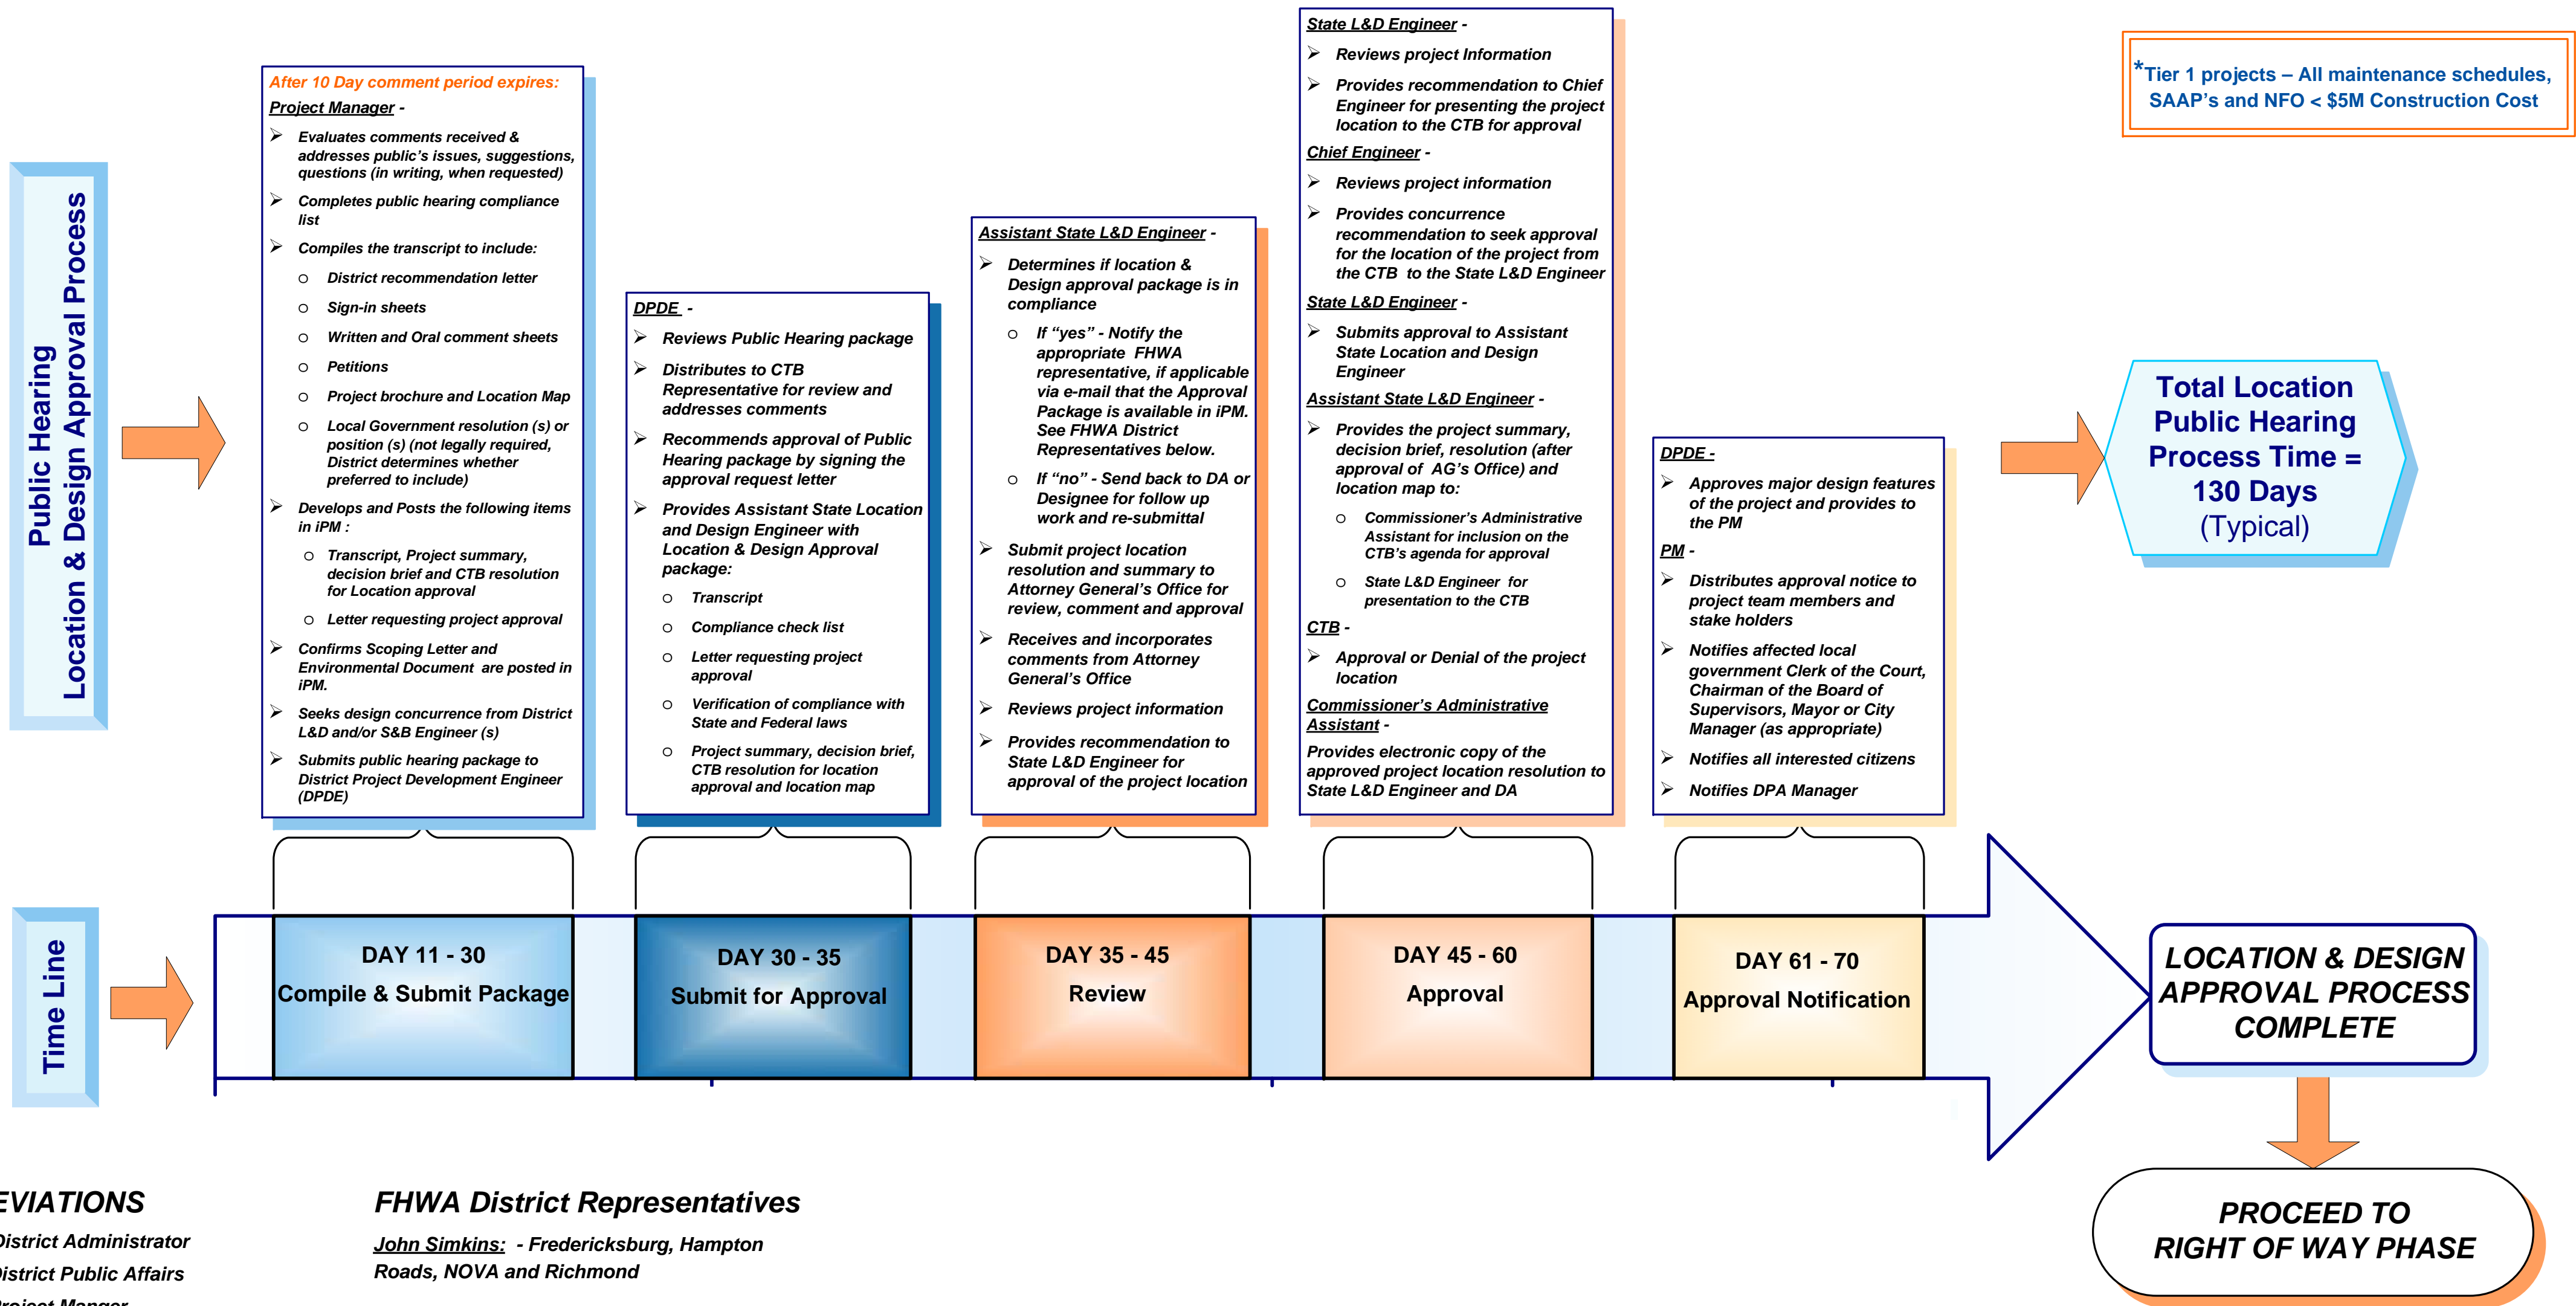 Public Hearing
Location & Design Approval Process
After 10 Day comment period expires:
Project Manager -
➢ Evaluates comments received &
addresses public's issues, suggestions,
questions (in writing, when requested)
➢ Completes public hearing compliance
list
➢ Compiles the transcript to include:
o District recommendation letter
o Sign-in sheets
o Written and Oral comment sheets
o Petitions
o Project brochure and Location Map
o Local Government resolution (s) or
position (s) (not legally required,
District determines whether
preferred to include)
➢ Develops and Posts the following items
in iPM :
o Transcript, Project summary,
decision brief and CTB resolution
for Location approval
o Letter requesting project approval
➢ Confirms Scoping Letter and
Environmental Document are posted in
iPM.
➢ Seeks design concurrence from District
L&D and/or S&B Engineer (s)
➢ Submits public hearing package to
District Project Development Engineer
(DPDE)
DPDE -
➢ Reviews Public Hearing package
➢ Distributes to CTB
Representative for review and
addresses comments
➢ Recommends approval of Public
Hearing package by signing the
approval request letter
➢ Provides Assistant State Location
and Design Engineer with
Location & Design Approval
package:
o Transcript
o Compliance check list
o Letter requesting project
approval
o Verification of compliance with
State and Federal laws
o Project summary, decision brief,
CTB resolution for location
approval and location map
Assistant State L&D Engineer -
➢ Determines if location &
Design approval package is in
compliance
o If “yes” - Notify the
appropriate FHWA
representative, if applicable
via e-mail that the Approval
Package is available in iPM.
See FHWA District
Representatives below.
o If “no” - Send back to DA or
Designee for follow up
work and re-submittal
➢ Submit project location
resolution and summary to
Attorney General's Office for
review, comment and approval
➢ Receives and incorporates
comments from Attorney
General's Office
➢ Reviews project information
➢ Provides recommendation to
State L&D Engineer for
approval of the project location
State L&D Engineer -
➢ Reviews project Information
➢ Provides recommendation to Chief
Engineer for presenting the project
location to the CTB for approval
Chief Engineer -
➢ Reviews project information
➢ Provides concurrence
recommendation to seek approval
for the location of the project from
the CTB to the State L&D Engineer
State L&D Engineer -
➢ Submits approval to Assistant
State Location and Design
Engineer
Assistant State L&D Engineer -
➢ Provides the project summary,
decision brief, resolution (after
approval of AG's Office) and
location map to:
o Commissioner's Administrative
Assistant for inclusion on the
CTB's agenda for approval
o State L&D Engineer for
presentation to the CTB
CTB -
➢ Approval or Denial of the project
location
Commissioner's Administrative
Assistant -
Provides electronic copy of the
approved project location resolution to
State L&D Engineer and DA
DPDE -
➢ Approves major design features
of the project and provides to
the PM
PM -
➢ Distributes approval notice to
project team members and
stake holders
➢ Notifies affected local
government Clerk of the Court,
Chairman of the Board of
Supervisors, Mayor or City
Manager (as appropriate)
➢ Notifies all interested citizens
➢ Notifies DPA Manager
*Tier 1 projects – All maintenance schedules,
SAAP's and NFO < $5M Construction Cost
Total Location
Public Hearing
Process Time =
130 Days
(Typical)
Time Line
DAY 11 - 30
Compile & Submit Package
DAY 30 - 35
Submit for Approval
DAY 35 - 45
Review
DAY 45 - 60
Approval
DAY 61 - 70
Approval Notification
LOCATION & DESIGN
APPROVAL PROCESS
COMPLETE
PROCEED TO
RIGHT OF WAY PHASE
EVIATIONS
District Administrator
District Public Affairs
Project Manger
FHWA District Representatives
John Simkins: - Fredericksburg, Hampton
Roads, NOVA and Richmond